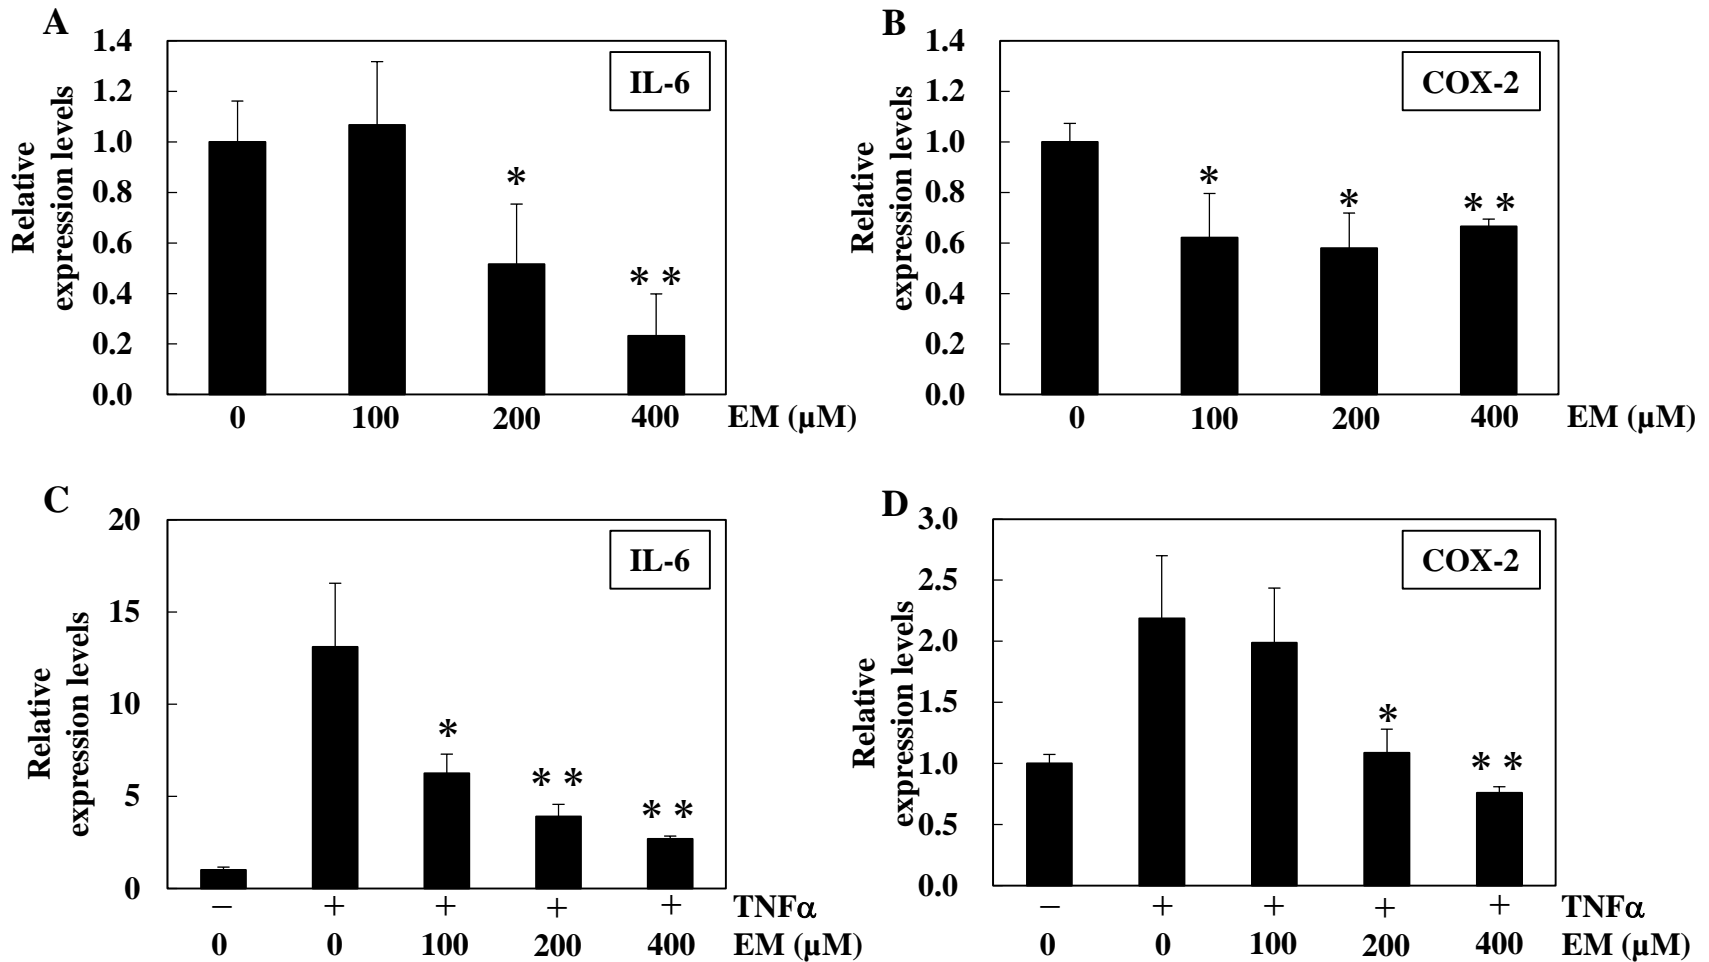 A
IL-6
Relative
expression levels
1.4
1.2
1.0
0.8
0.6
0.4
0.2
0.0
*
* *
0 100 200 400 EM (µM)
B
COX-2
Relative
expression levels
1.4
1.2
1.0
0.8
0.6
0.4
0.2
0.0
*
*
* *
0 100 200 400 EM (µM)
C
IL-6
Relative
expression levels
20
15
10
5
0
*
* *
* *
− + + + + TNFα
0 0 100 200 400 EM (µM)
D
COX-2
Relative
expression levels
3.0
2.5
2.0
1.5
1.0
0.5
0.0
*
* *
− + + + + TNFα
0 0 100 200 400 EM (µM)